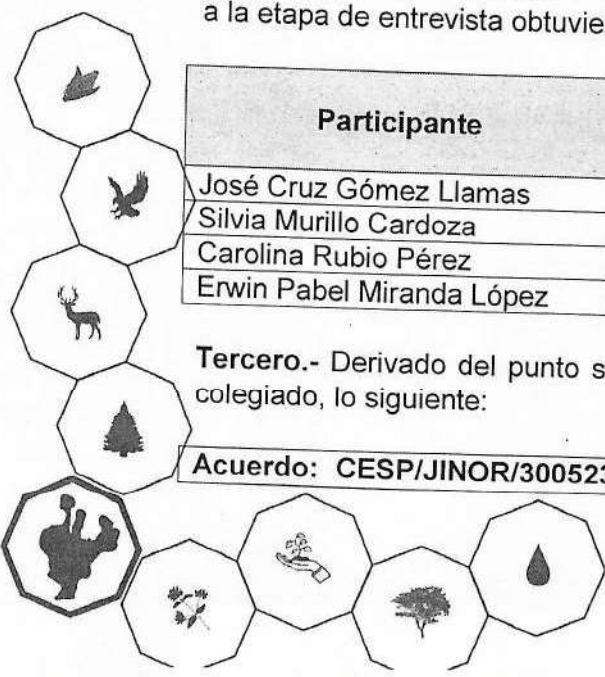 a la etapa de entrevista obtuvie
Participante
José Cruz Gómez Llamas
Silvia Murillo Cardoza
Carolina Rubio Pérez
Erwin Pabel Miranda López
Tercero.- Derivado del punto s
colegiado, lo siguiente:
Acuerdo: CESP/JINOR/300523